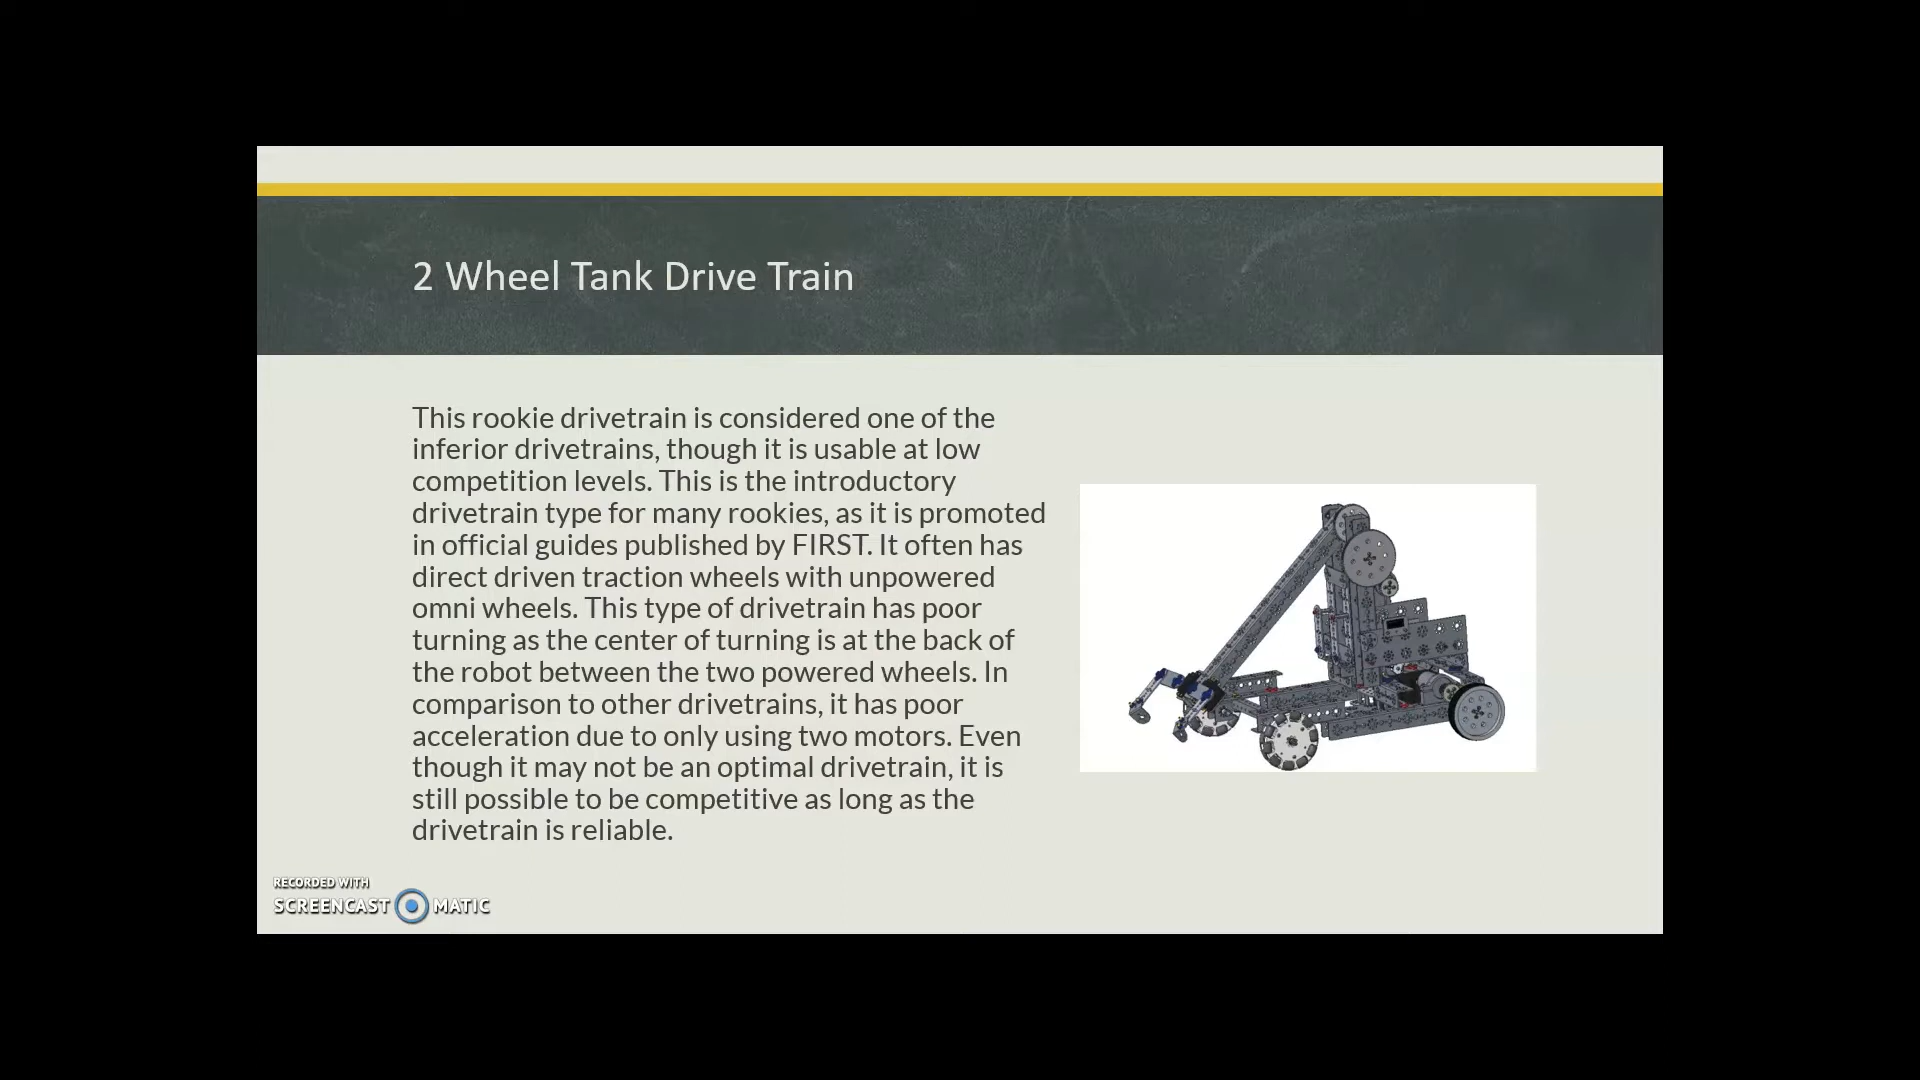 2 Wheel Tank Drive Train
This rookie drivetrain is considered one of the
inferior drivetrains, though it is usable at low
competition levels. This is the introductory
drivetrain type for many rookies, as it is promoted
in official guides published by FIRST. It often has
direct driven traction wheels with unpowered
omni wheels. This type of drivetrain has poor
turning as the center of turning is at the back of
the robot between the two powered wheels. In
comparison to other drivetrains, it has poor
acceleration due to only using two motors. Even
though it may not be an optimal drivetrain, it is
still possible to be competitive as long as the
drivetrain is reliable.
RECORDED WITH
SCREENCAST MATIC